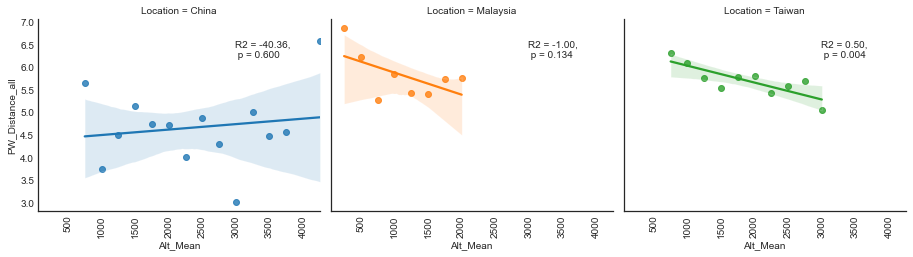 Location = China
Location = Malaysia
Location = Taiwan
PW_Distance_all
7.0
6.5
6.0
5.5
5.0
4.5
4.0
3.5
3.0
R2 = -40.36,
p = 0.600
R2 = -1.00,
p = 0.134
R2 = 0.50,
p = 0.004
500
1000
1500
2000
2500
3000
3500
4000
500
1000
1500
2000
2500
3000
3500
4000
500
1000
1500
2000
2500
3000
3500
4000
Alt_Mean
Alt_Mean
Alt_Mean